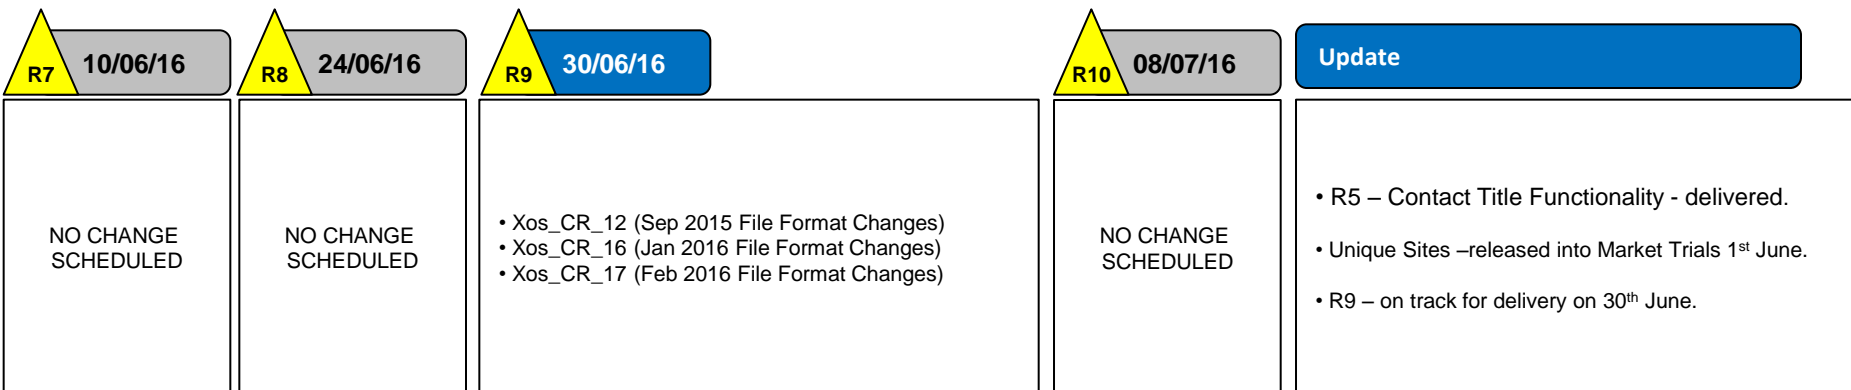 R7 10/06/16
NO CHANGE
SCHEDULED
R8 24/06/16
NO CHANGE
SCHEDULED
R9 30/06/16
• Xos_CR_12 (Sep 2015 File Format Changes)
• Xos_CR_16 (Jan 2016 File Format Changes)
• Xos_CR_17 (Feb 2016 File Format Changes)
R10 08/07/16
NO CHANGE
SCHEDULED
Update
• R5 – Contact Title Functionality - delivered.
• Unique Sites –released into Market Trials 1st June.
• R9 – on track for delivery on 30th June.